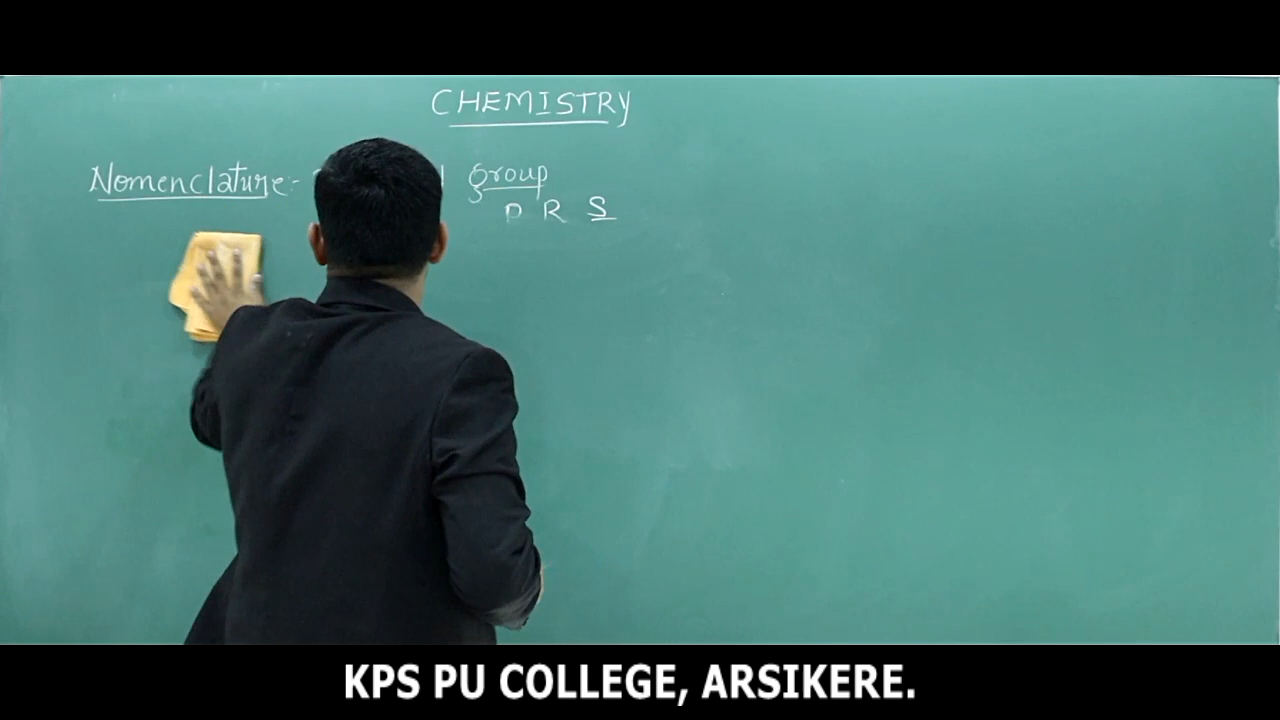 CHEMISTRY
Nomenclature:- group
P R S
KPS PU COLLEGE, ARSIKERE.